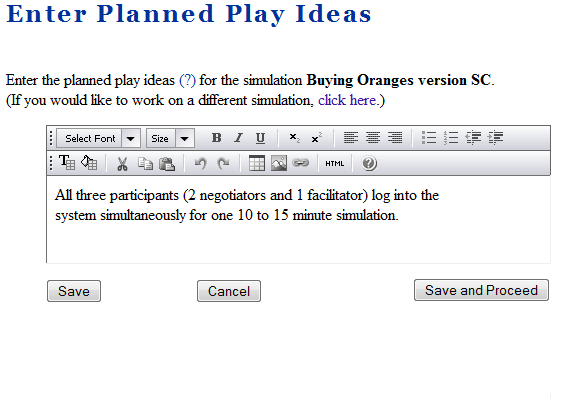 Enter Planned Play Ideas
Enter the planned play ideas (?) for the simulation Buying Oranges version SC.
(If you would like to work on a different simulation, click here.)
Select Font Size B I U x₂ x²
T HTML ?
All three participants (2 negotiators and 1 facilitator) log into the
system simultaneously for one 10 to 15 minute simulation.
Save Cancel Save and Proceed